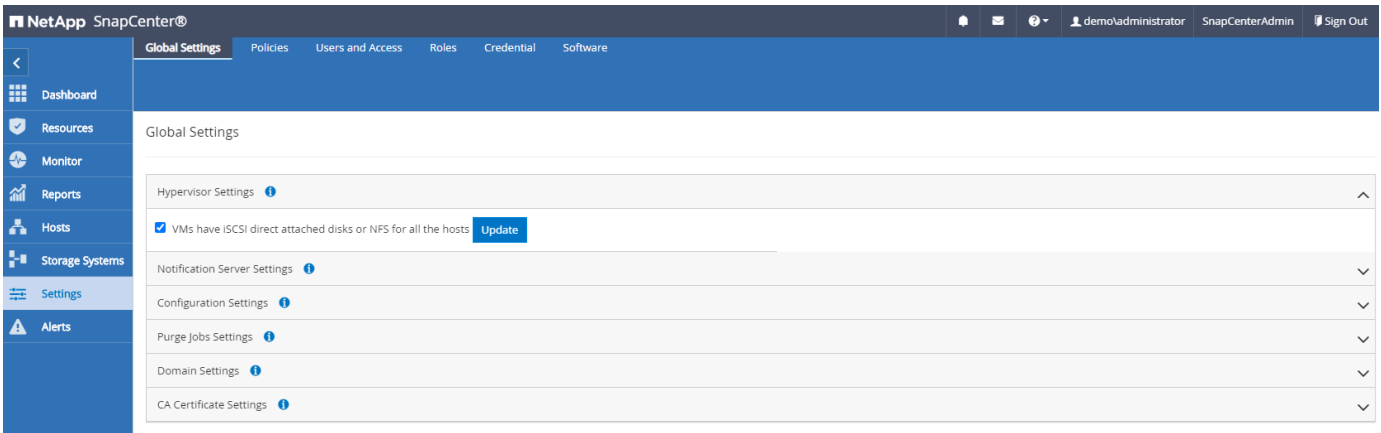 NetApp SnapCenter®
demo\administrator SnapCenterAdmin Sign Out
Global Settings Policies Users and Access Roles Credential Software
Dashboard
Resources
Monitor
Reports
Hosts
Storage Systems
Settings
Alerts
Global Settings
Hypervisor Settings
VMs have iSCSI direct attached disks or NFS for all the hosts Update
Notification Server Settings
Configuration Settings
Purge Jobs Settings
Domain Settings
CA Certificate Settings